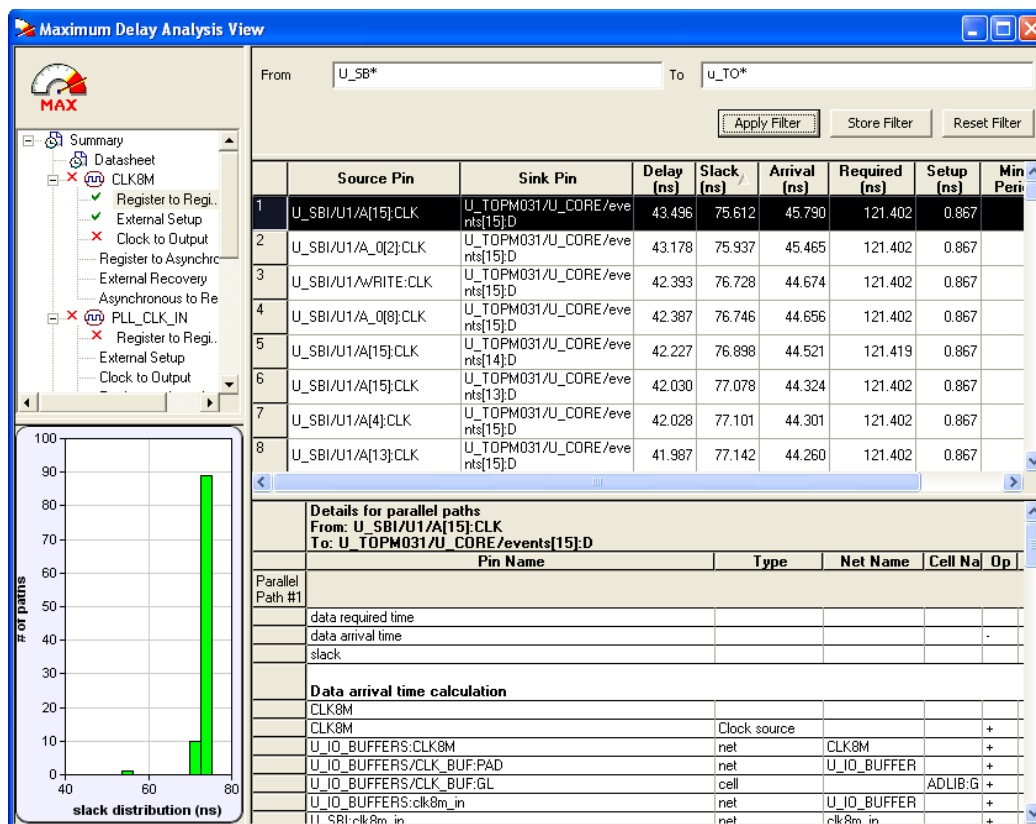 Maximum Delay Analysis View
MAX
From U_SB* To u_TO*
Apply Filter Store Filter Reset Filter
Summary
Datasheet
CLK8M
Register to Regi..
External Setup
Clock to Output
Register to Asynchro
External Recovery
Asynchronous to Re
PLL_CLK_IN
Register to Regi..
External Setup
Clock to Output
Source Pin Sink Pin Delay (ns) Slack (ns) Arrival (ns) Required (ns) Setup (ns) Min Peri
1 U_SBI/U1/A[15]:CLK U_TOPM031/U_CORE/events[15]:D 43.496 75.612 45.790 121.402 0.867
2 U_SBI/U1/A_0[2]:CLK U_TOPM031/U_CORE/events[15]:D 43.178 75.937 45.465 121.402 0.867
3 U_SBI/U1/WRITE:CLK U_TOPM031/U_CORE/events[15]:D 42.393 76.728 44.674 121.402 0.867
4 U_SBI/U1/A_0[8]:CLK U_TOPM031/U_CORE/events[15]:D 42.387 76.746 44.656 121.402 0.867
5 U_SBI/U1/A[15]:CLK U_TOPM031/U_CORE/events[14]:D 42.227 76.898 44.521 121.419 0.867
6 U_SBI/U1/A[15]:CLK U_TOPM031/U_CORE/events[13]:D 42.030 77.078 44.324 121.402 0.867
7 U_SBI/U1/A[4]:CLK U_TOPM031/U_CORE/events[15]:D 42.028 77.101 44.301 121.402 0.867
8 U_SBI/U1/A[13]:CLK U_TOPM031/U_CORE/events[15]:D 41.987 77.142 44.260 121.402 0.867
100
90
80
70
60
50
40
30
20
10
0
# of paths
40 60 80
slack distribution (ns)
Details for parallel paths
From: U_SBI/U1/A[15]:CLK
To: U_TOPM031/U_CORE/events[15]:D
Pin Name Type Net Name Cell Na Op
Parallel Path #1
data required time
data arrival time -
slack
Data arrival time calculation
CLK8M
CLK8M Clock source +
U_IO_BUFFERS:CLK8M net CLK8M +
U_IO_BUFFERS/CLK_BUF:PAD net U_IO_BUFFER +
U_IO_BUFFERS/CLK_BUF:GL cell ADLIB:G +
U_IO_BUFFERS:clk8m_in net U_IO_BUFFER +
U_SBI:clk8m_in net clk8m_in +